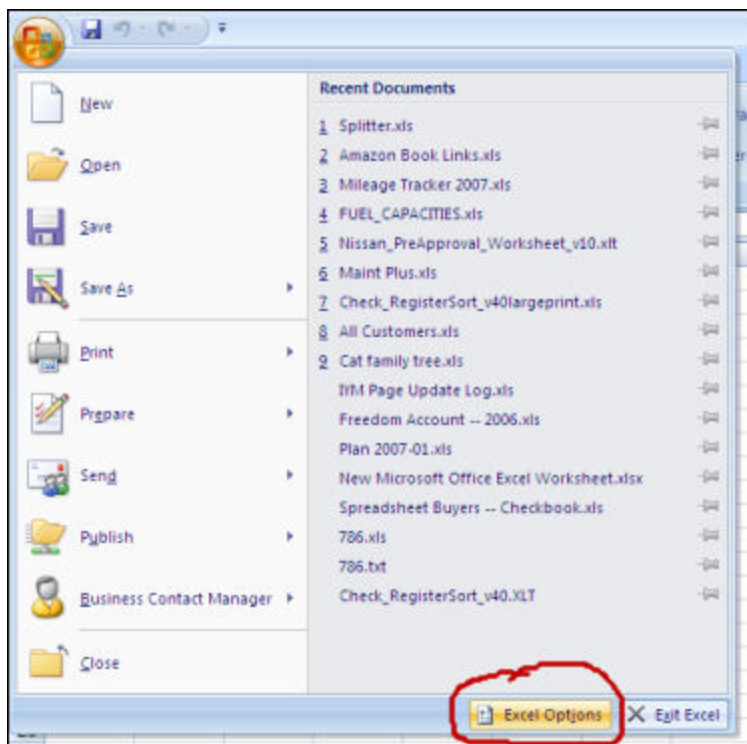 New
Open
Save
Save As
Print
Prepare
Send
Publish
Business Contact Manager
Close
Recent Documents
1 Splitter.xls
2 Amazon Book Links.xls
3 Mileage Tracker 2007.xls
4 FUEL_CAPACITIES.xls
5 Nissan_PreApproval_Worksheet_v10.xlt
6 Maint Plus.xls
7 Check_RegisterSort_v40largeprint.xls
8 All Customers.xls
9 Cat family tree.xls
IYM Page Update Log.xls
Freedom Account -- 2006.xls
Plan 2007-01.xls
New Microsoft Office Excel Worksheet.xlsx
Spreadsheet Buyers -- Checkbook.xls
786.xls
786.txt
Check_RegisterSort_v40.XLT
Excel Options
Exit Excel